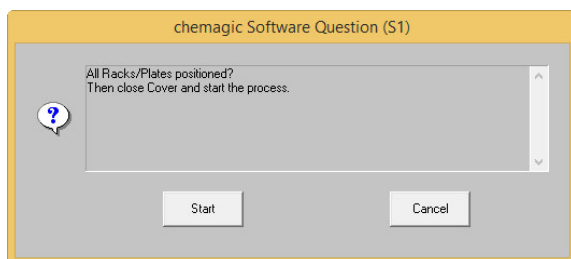 chemagic Software Question (S1)
All Racks/Plates positioned?
Then close Cover and start the process.
?
Start
Cancel